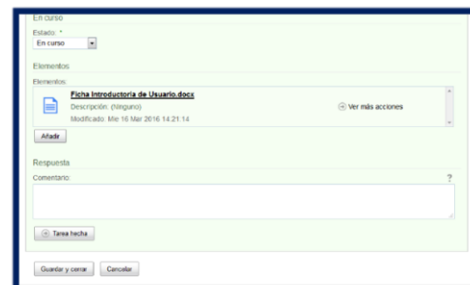 En curso
Estado: *
En curso
Elementos
Elementos:
Ficha Introductoria de Usuario.docx
Descripción: (Ninguno)
Ver más acciones
Modificado: Mie 16 Mar 2016 14:21:14
Añadir
Respuesta
Comentario:
?
Tarea hecha
Guardar y cerrar Cancelar